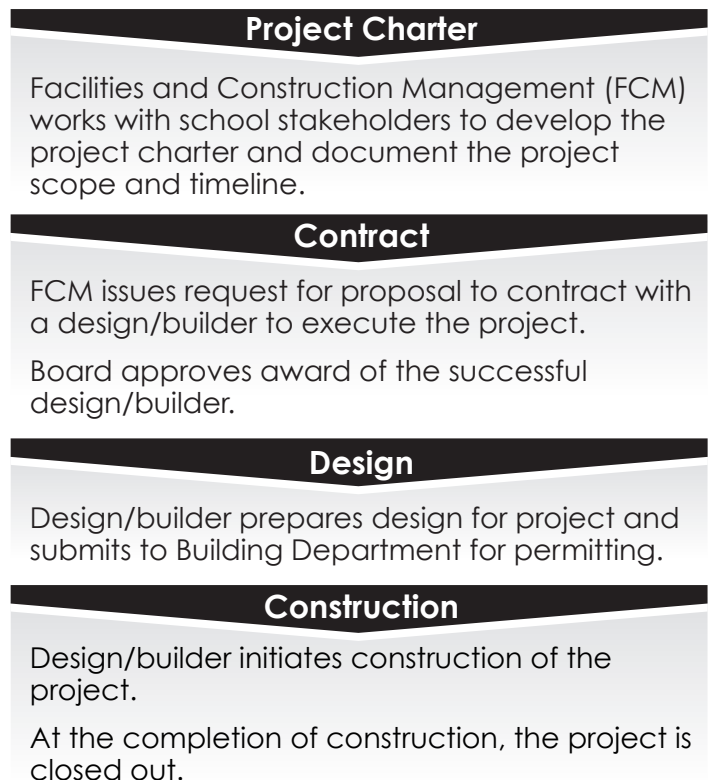 Project Charter
Facilities and Construction Management (FCM)
works with school stakeholders to develop the
project charter and document the project
scope and timeline.
Contract
FCM issues request for proposal to contract with
a design/builder to execute the project.
Board approves award of the successful
design/builder.
Design
Design/builder prepares design for project and
submits to Building Department for permitting.
Construction
Design/builder initiates construction of the
project.
At the completion of construction, the project is
closed out.